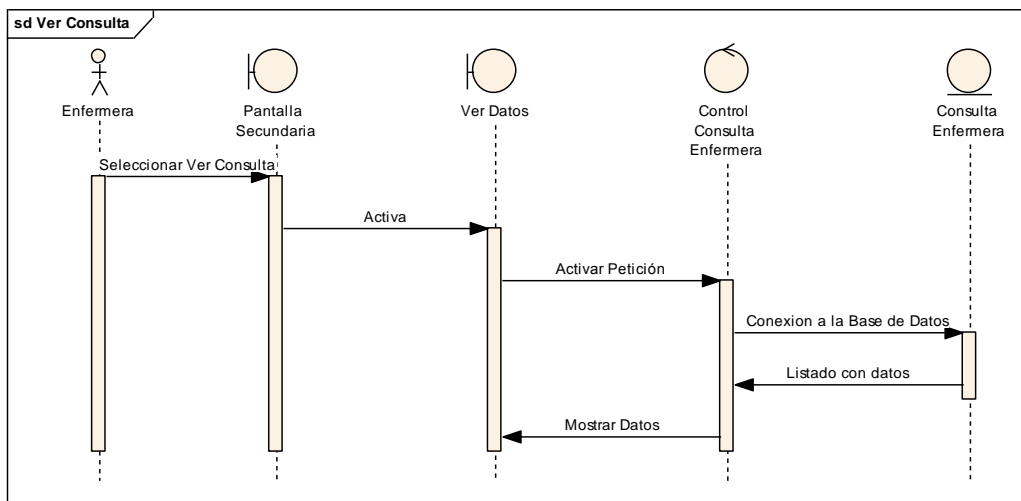 sd Ver Consulta
Enfermera
Pantalla
Secundaria
Ver Datos
Control
Consulta
Enfermera
Consulta
Enfermera
Seleccionar Ver Consulta
Activa
Activar Petición
Conexion a la Base de Datos
Listado con datos
Mostrar Datos